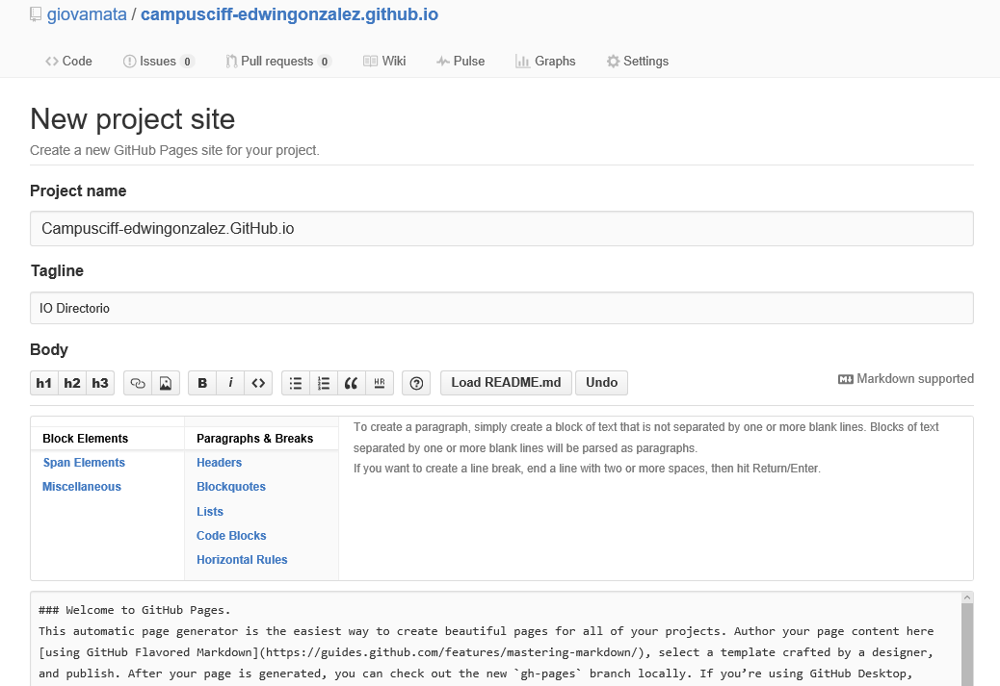 giovamata / campusciff-edwingonzalez.github.io
Code Issues 0 Pull requests 0 Wiki Pulse Graphs Settings
New project site
Create a new GitHub Pages site for your project.
Project name
Campusciff-edwingonzalez.GitHub.io
Tagline
IO Directorio
Body
h1 h2 h3 B i <> “ HR ? Load README.md Undo Markdown supported
Block Elements
Span Elements
Miscellaneous
Paragraphs & Breaks
Headers
Blockquotes
Lists
Code Blocks
Horizontal Rules
To create a paragraph, simply create a block of text that is not separated by one or more blank lines. Blocks of text
separated by one or more blank lines will be parsed as paragraphs.
If you want to create a line break, end a line with two or more spaces, then hit Return/Enter.
### Welcome to GitHub Pages.
This automatic page generator is the easiest way to create beautiful pages for all of your projects. Author your page content here
[using GitHub Flavored Markdown](https://guides.github.com/features/mastering-markdown/), select a template crafted by a designer,
and publish. After your page is generated, you can check out the new `gh-pages` branch locally. If you’re using GitHub Desktop,